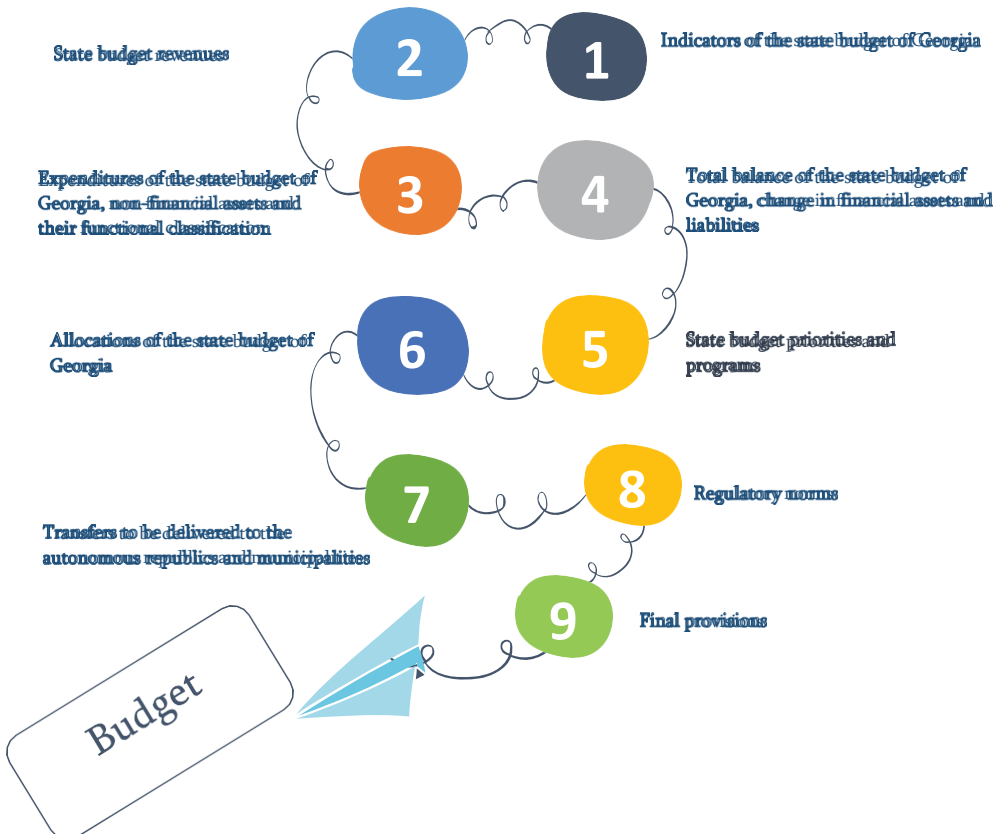 1
Indicators of the state budget of Georgia
2
State budget revenues
3
Expenditures of the state budget of
Georgia, non-financial assets and
their functional classification
4
Total balance of the state budget of
Georgia, change in financial assets and
liabilities
5
State budget priorities and
programs
6
Allocations of the state budget of
Georgia
7
Transfers to be delivered to the
autonomous republics and municipalities
8
Regulatory norms
9
Final provisions
Budget